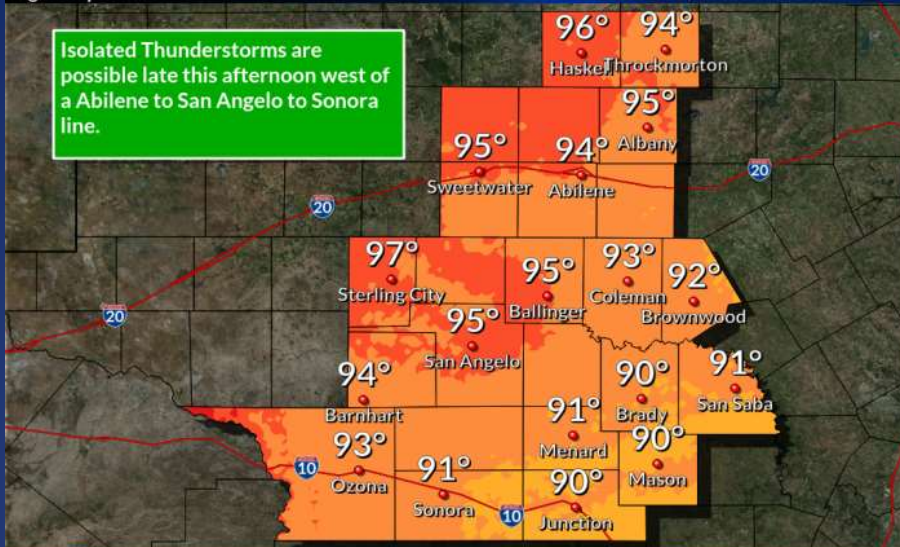 Isolated Thunderstorms are
possible late this afternoon west of
a Abilene to San Angelo to Sonora
line.
96° 94°
Haskell Throckmorton
95°
Albany
95° 94°
Sweetwater Abilene
20
20
20
97° 95° 93° 92°
Sterling City Ballinger Coleman Brownwood
95°
San Angelo
94° 90° 91°
Barnhart Brady San Saba
93° 91° 90°
Ozona Menard Mason
91° 90°
Sonora Junction
10
10